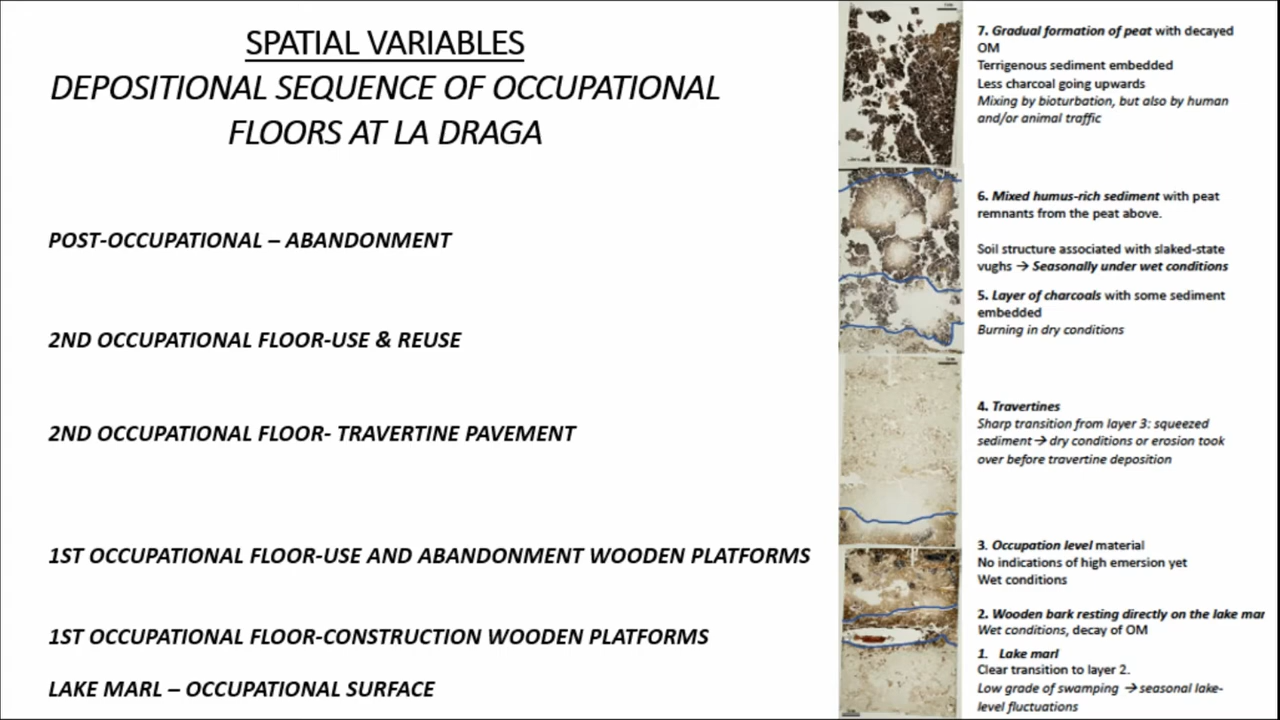 SPATIAL VARIABLES
DEPOSITIONAL SEQUENCE OF OCCUPATIONAL
FLOORS AT LA DRAGA
POST-OCCUPATIONAL – ABANDONMENT
2ND OCCUPATIONAL FLOOR-USE & REUSE
2ND OCCUPATIONAL FLOOR- TRAVERTINE PAVEMENT
1ST OCCUPATIONAL FLOOR-USE AND ABANDONMENT WOODEN PLATFORMS
1ST OCCUPATIONAL FLOOR-CONSTRUCTION WOODEN PLATFORMS
LAKE MARL – OCCUPATIONAL SURFACE
7. Gradual formation of peat with decayed
OM
Terrigenous sediment embedded
Less charcoal going upwards
Mixing by bioturbation, but also by human
and/or animal traffic
6. Mixed humus-rich sediment with peat
remnants from the peat above.
Soil structure associated with slaked-state
vughs → Seasonally under wet conditions
5. Layer of charcoals with some sediment
embedded
Burning in dry conditions
4. Travertines
Sharp transition from layer 3: squeezed
sediment → dry conditions or erosion took
over before travertine deposition
3. Occupation level material
No indications of high emersion yet
Wet conditions
2. Wooden bark resting directly on the lake mar
Wet conditions, decay of OM
1. Lake marl
Clear transition to layer 2.
Low grade of swamping → seasonal lake-
level fluctuations